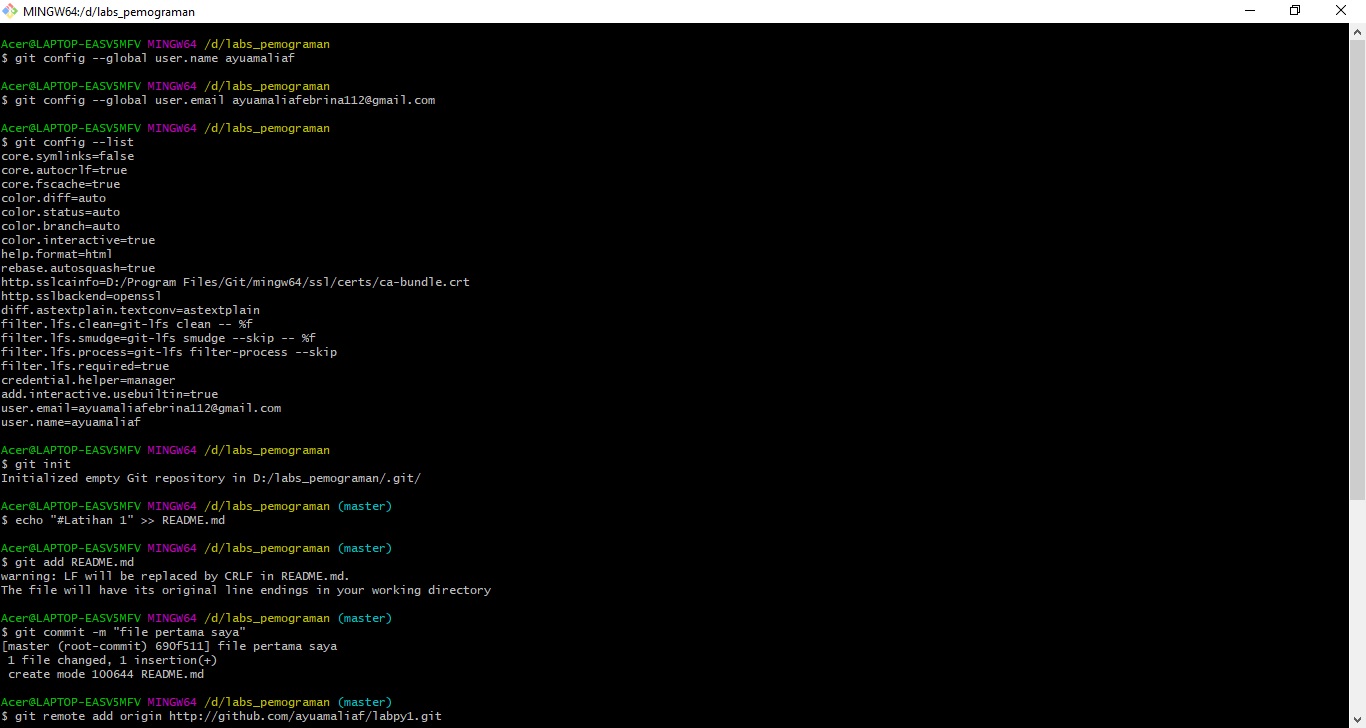 MINGW64:/d/labs_pemograman
Acer@LAPTOP-EASV5MFV MINGW64 /d/labs_pemograman
$ git config --global user.name ayuamaliaf
Acer@LAPTOP-EASV5MFV MINGW64 /d/labs_pemograman
$ git config --global user.email ayuamaliafebrina112@gmail.com
Acer@LAPTOP-EASV5MFV MINGW64 /d/labs_pemograman
$ git config --list
core.symlinks=false
core.autocrlf=true
core.fscache=true
color.diff=auto
color.status=auto
color.branch=auto
color.interactive=true
help.format=html
rebase.autosquash=true
http.sslcainfo=D:/Program Files/Git/mingw64/ssl/certs/ca-bundle.crt
http.sslbackend=openssl
diff.astextplain.textconv=astextplain
filter.lfs.clean=git-lfs clean -- %f
filter.lfs.smudge=git-lfs smudge --skip -- %f
filter.lfs.process=git-lfs filter-process --skip
filter.lfs.required=true
credential.helper=manager
add.interactive.usebuiltin=true
user.email=ayuamaliafebrina112@gmail.com
user.name=ayuamaliaf
Acer@LAPTOP-EASV5MFV MINGW64 /d/labs_pemograman
$ git init
Initialized empty Git repository in D:/labs_pemograman/.git/
Acer@LAPTOP-EASV5MFV MINGW64 /d/labs_pemograman (master)
$ echo "#Latihan 1" >> README.md
Acer@LAPTOP-EASV5MFV MINGW64 /d/labs_pemograman (master)
$ git add README.md
warning: LF will be replaced by CRLF in README.md.
The file will have its original line endings in your working directory
Acer@LAPTOP-EASV5MFV MINGW64 /d/labs_pemograman (master)
$ git commit -m "file pertama saya"
[master (root-commit) 690f511] file pertama saya
 1 file changed, 1 insertion(+)
 create mode 100644 README.md
Acer@LAPTOP-EASV5MFV MINGW64 /d/labs_pemograman (master)
$ git remote add origin http://github.com/ayuamaliaf/labpy1.git